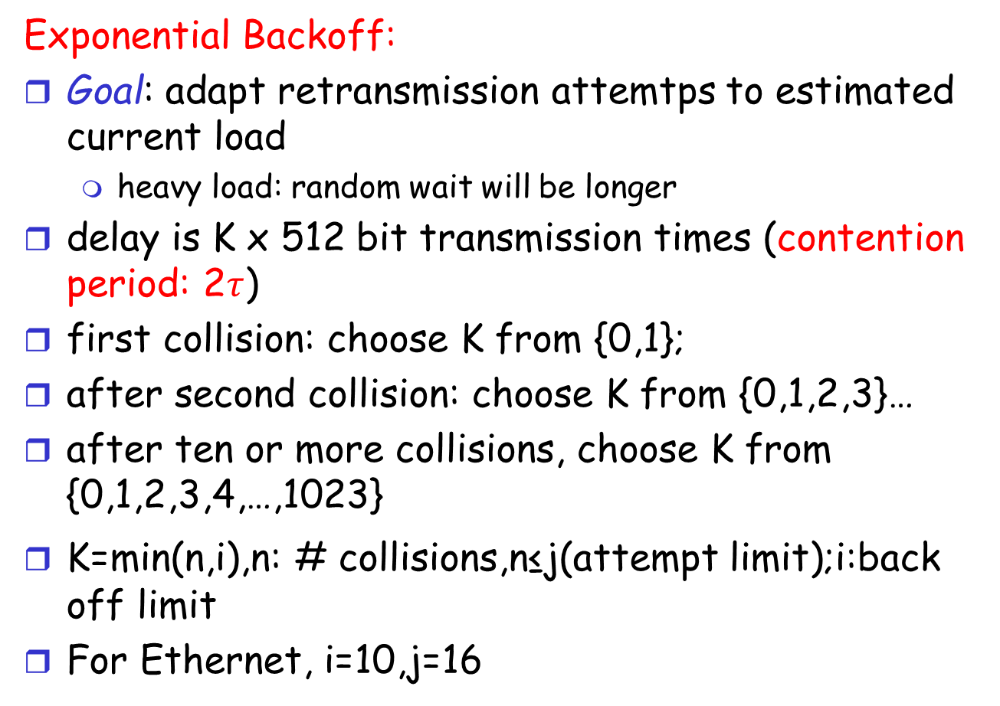 Exponential Backoff:
Goal: adapt retransmission attemtps to estimated
current load
heavy load: random wait will be longer
delay is K x 512 bit transmission times (contention
period: 2τ)
first collision: choose K from {0,1};
after second collision: choose K from {0,1,2,3}…
after ten or more collisions, choose K from
{0,1,2,3,4,…,1023}
K=min(n,i),n: # collisions,n≤j(attempt limit);i:back
off limit
For Ethernet, i=10,j=16